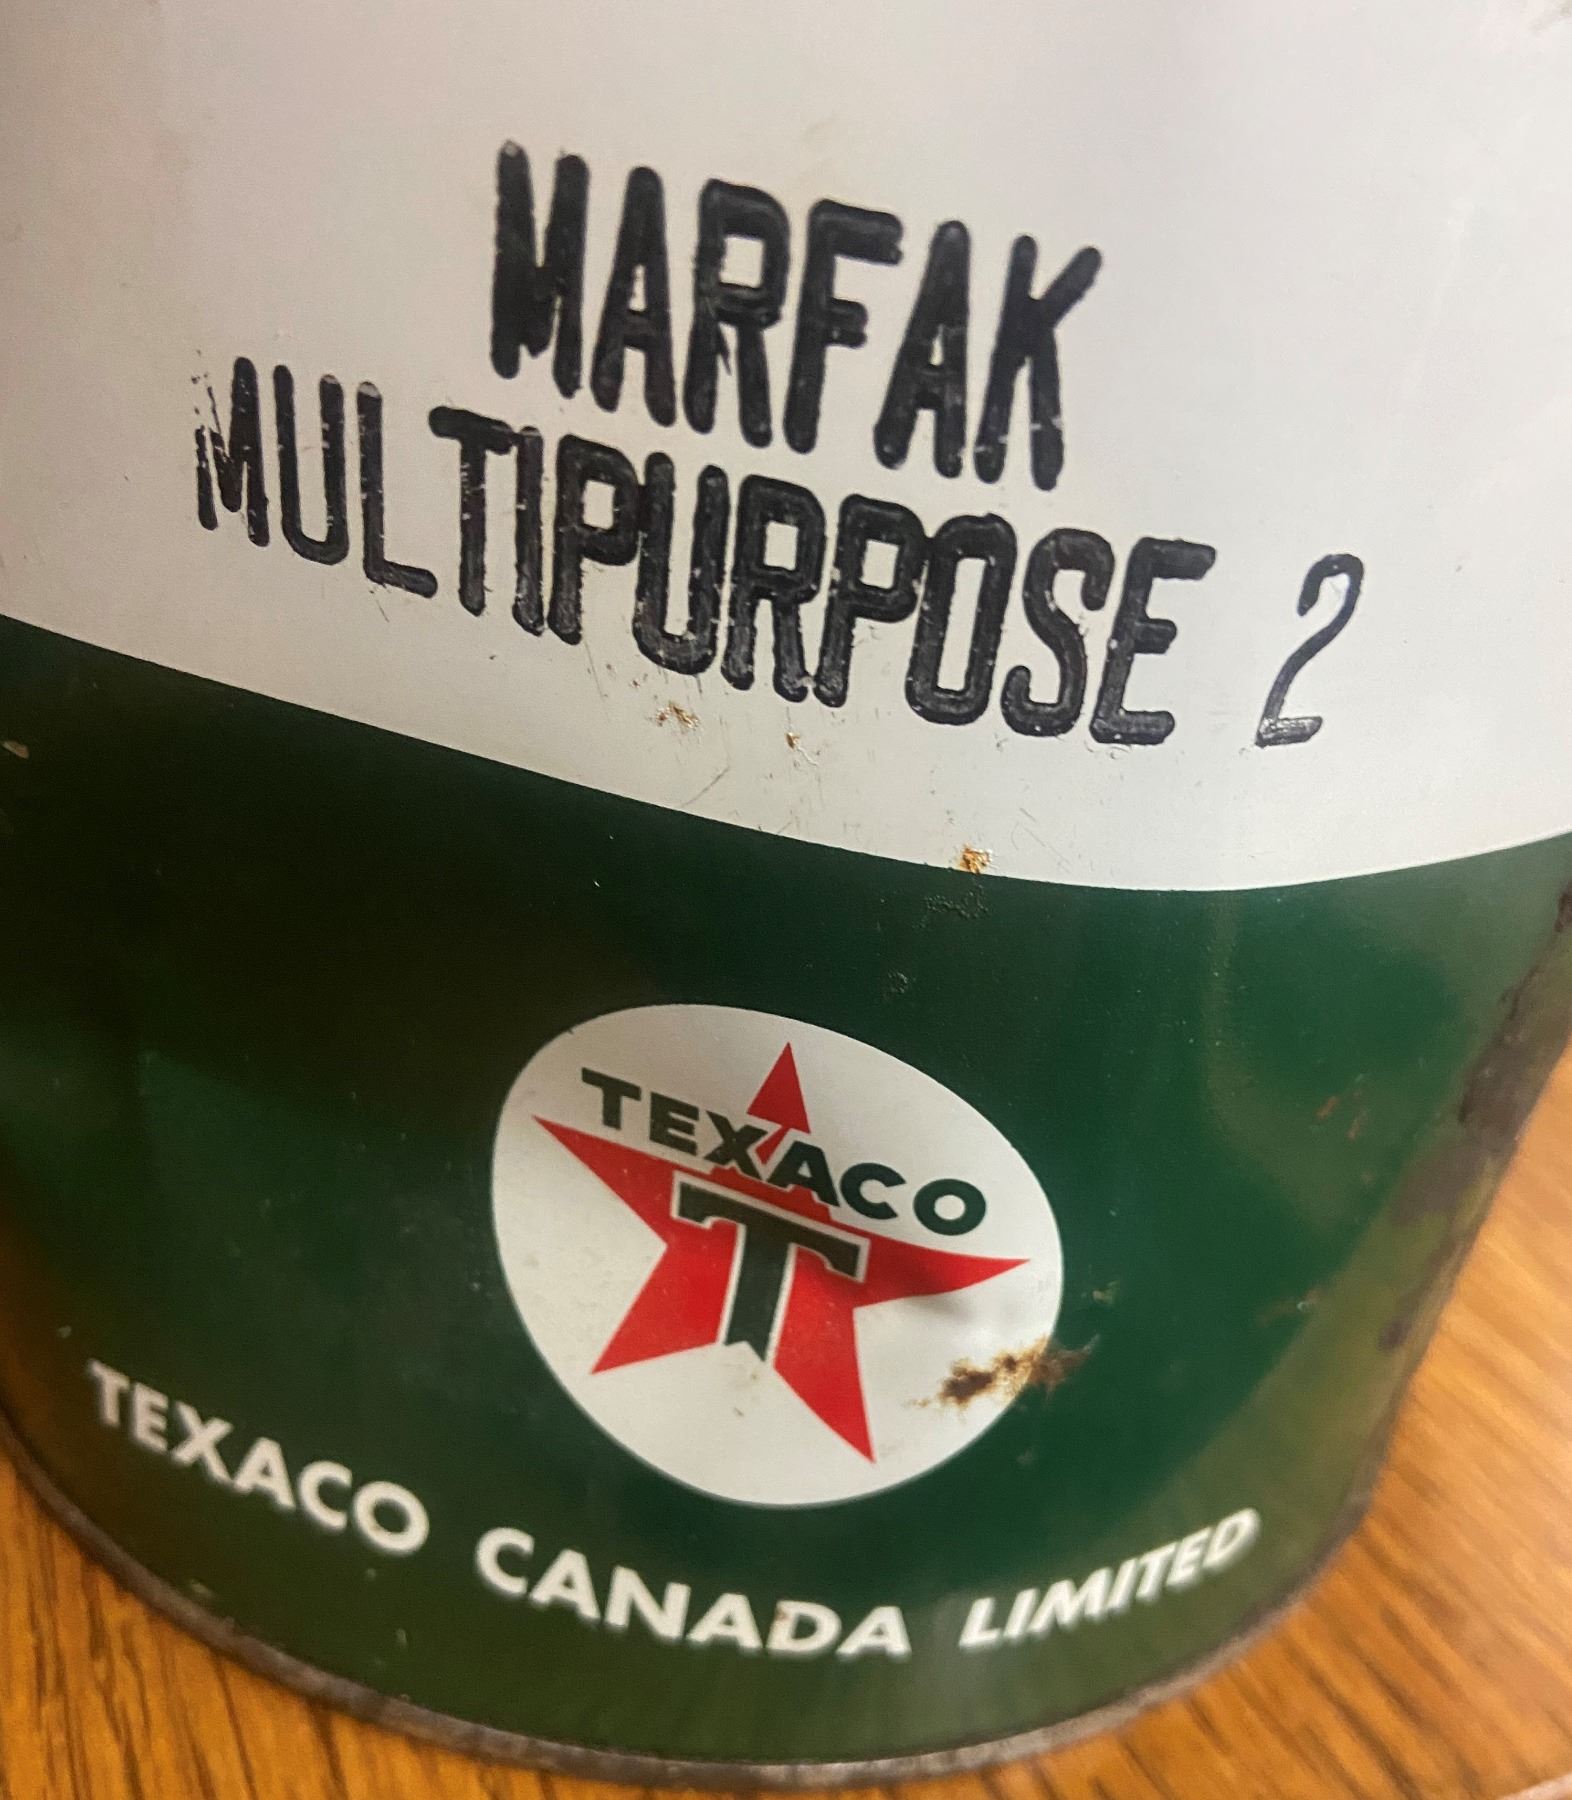 MARFAK
MULTIPURPOSE 2
TEXACO
T
TEXACO CANADA LIMITED